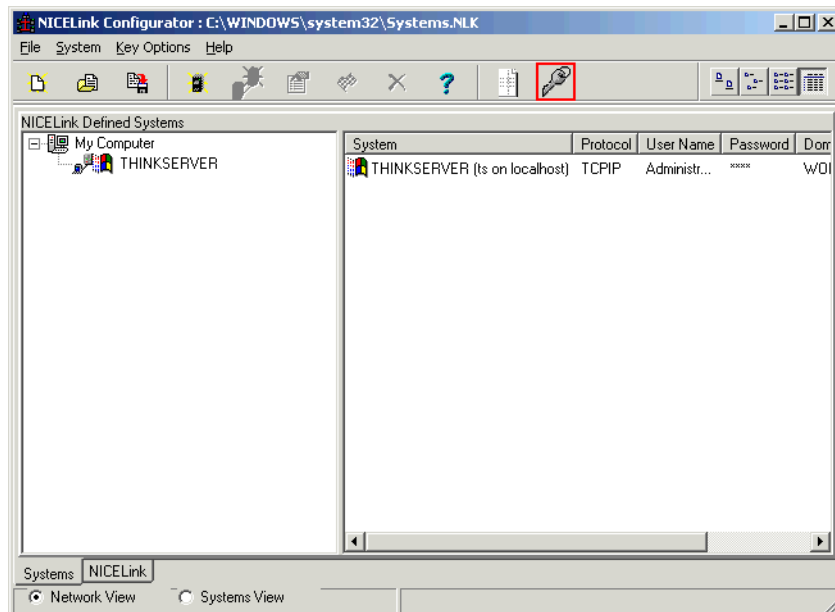 NICELink Configurator : C:\WINDOWS\system32\Systems.NLK
File System Key Options Help
NICELink Defined Systems
My Computer
THINKSERVER
System Protocol User Name Password Dom
THINKSERVER (ts on localhost) TCPIP Administr... **** WOI
Systems NICELink
Network View Systems View